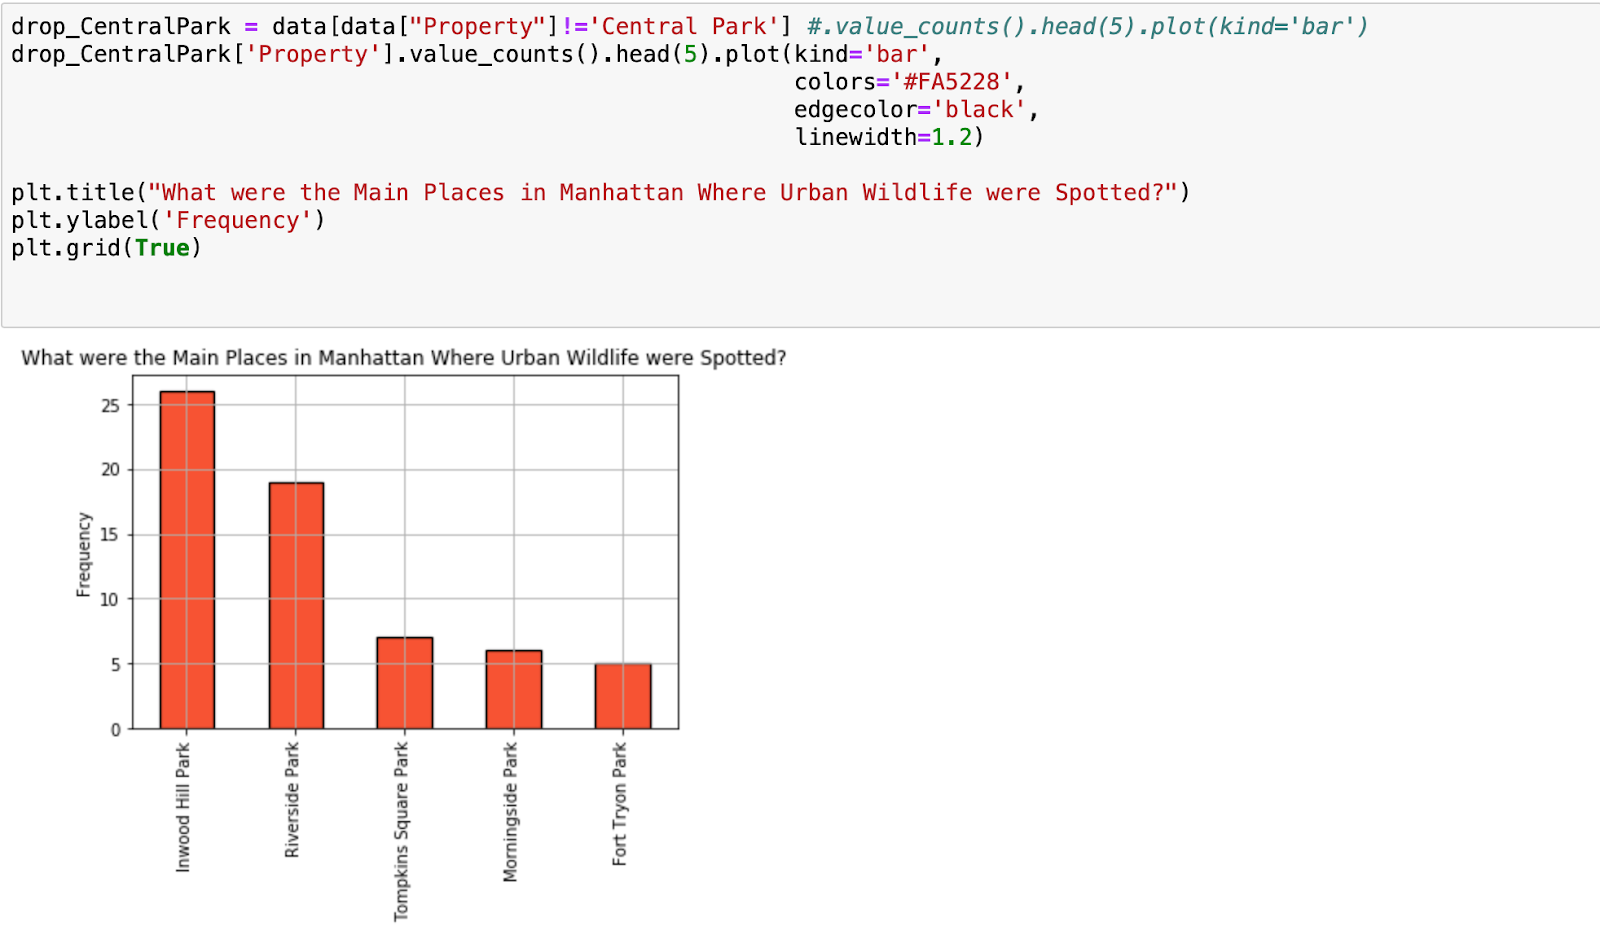 drop_CentralPark = data[data["Property"]!='Central Park'] #.value_counts().head(5).plot(kind='bar')
drop_CentralPark['Property'].value_counts().head(5).plot(kind='bar',
colors='#FA5228',
edgecolor='black',
linewidth=1.2)
plt.title("What were the Main Places in Manhattan Where Urban Wildlife were Spotted?")
plt.ylabel('Frequency')
plt.grid(True)
What were the Main Places in Manhattan Where Urban Wildlife were Spotted?
Frequency
25
20
15
10
5
0
Inwood Hill Park
Riverside Park
Tompkins Square Park
Morningside Park
Fort Tryon Park